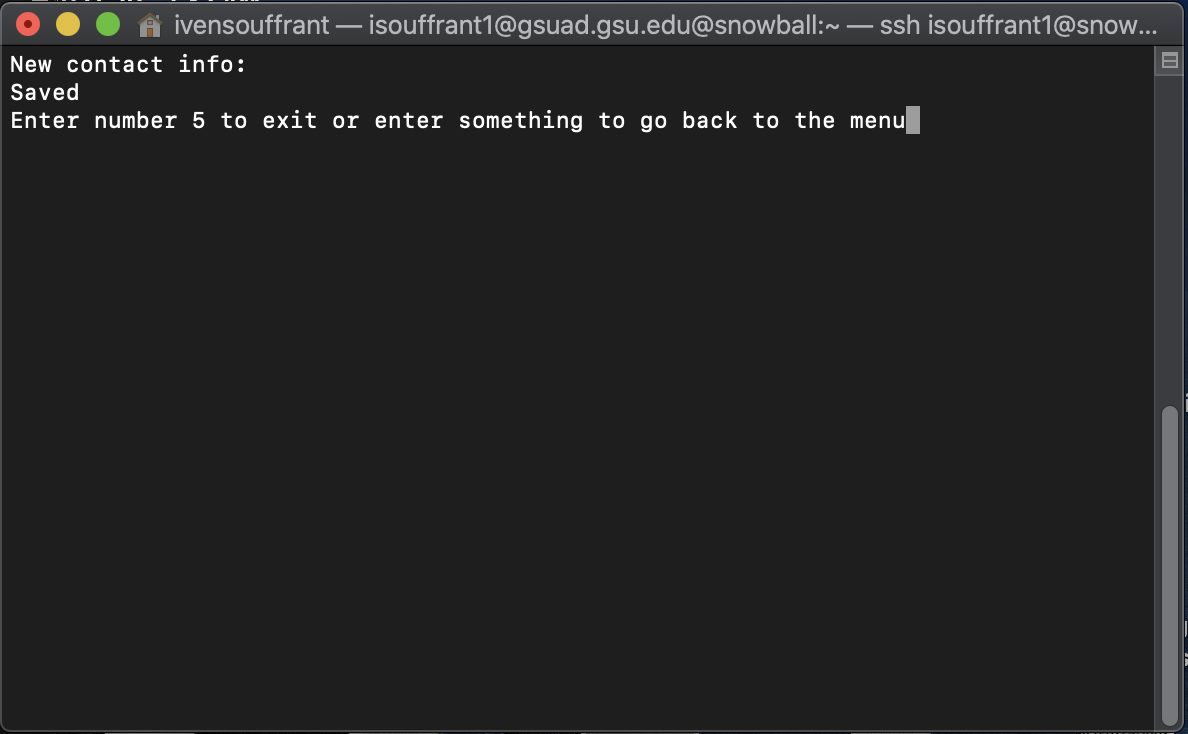 ivensouffrant — isouffrant1@gsuad.gsu.edu@snowball:~ — ssh isouffrant1@snow...
New contact info:
Saved
Enter number 5 to exit or enter something to go back to the menu